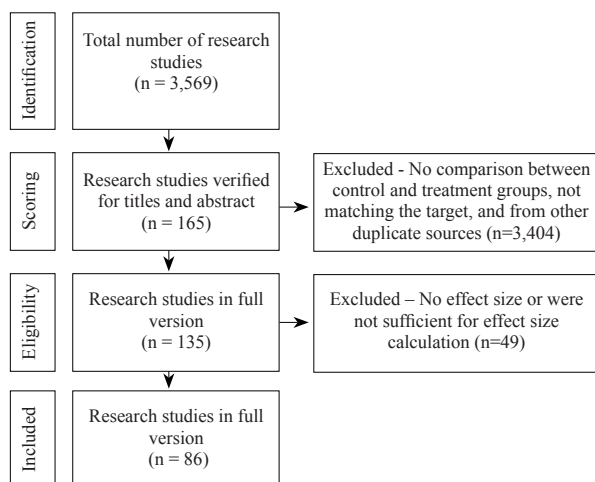 Identification
Total number of research
studies
(n = 3,569)
Scoring
Research studies verified
for titles and abstract
(n = 165)
Excluded - No comparison between
control and treatment groups, not
matching the target, and from other
duplicate sources (n=3,404)
Eligibility
Research studies in full
version
(n = 135)
Excluded – No effect size or were
not sufficient for effect size
calculation (n=49)
Included
Research studies in full
version
(n = 86)